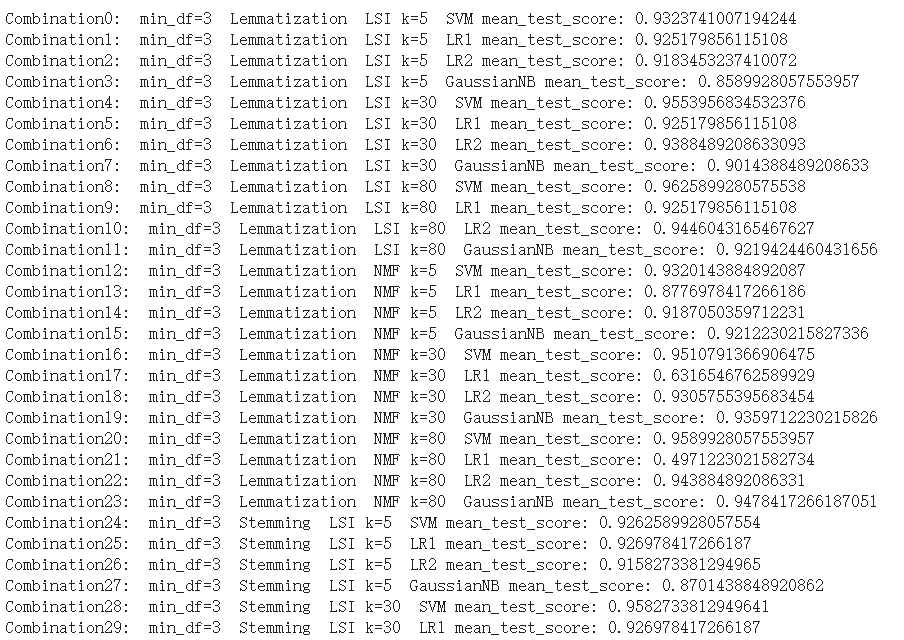 Combination0:  min_df=3  Lemmatization  LSI k=5  SVM mean_test_score: 0.9323741007194244
Combination1:  min_df=3  Lemmatization  LSI k=5  LR1 mean_test_score: 0.925179856115108
Combination2:  min_df=3  Lemmatization  LSI k=5  LR2 mean_test_score: 0.9183453237410072
Combination3:  min_df=3  Lemmatization  LSI k=5  GaussianNB mean_test_score: 0.8589928057553957
Combination4:  min_df=3  Lemmatization  LSI k=30  SVM mean_test_score: 0.9553956834532376
Combination5:  min_df=3  Lemmatization  LSI k=30  LR1 mean_test_score: 0.925179856115108
Combination6:  min_df=3  Lemmatization  LSI k=30  LR2 mean_test_score: 0.9388489208633093
Combination7:  min_df=3  Lemmatization  LSI k=30  GaussianNB mean_test_score: 0.9014388489208633
Combination8:  min_df=3  Lemmatization  LSI k=80  SVM mean_test_score: 0.9625899280575538
Combination9:  min_df=3  Lemmatization  LSI k=80  LR1 mean_test_score: 0.925179856115108
Combination10:  min_df=3  Lemmatization  LSI k=80  LR2 mean_test_score: 0.9446043165467627
Combination11:  min_df=3  Lemmatization  LSI k=80  GaussianNB mean_test_score: 0.9219424460431656
Combination12:  min_df=3  Lemmatization  NMF k=5  SVM mean_test_score: 0.9320143884892087
Combination13:  min_df=3  Lemmatization  NMF k=5  LR1 mean_test_score: 0.8776978417266186
Combination14:  min_df=3  Lemmatization  NMF k=5  LR2 mean_test_score: 0.9187050359712231
Combination15:  min_df=3  Lemmatization  NMF k=5  GaussianNB mean_test_score: 0.9212230215827336
Combination16:  min_df=3  Lemmatization  NMF k=30  SVM mean_test_score: 0.9510791366906475
Combination17:  min_df=3  Lemmatization  NMF k=30  LR1 mean_test_score: 0.6316546762589929
Combination18:  min_df=3  Lemmatization  NMF k=30  LR2 mean_test_score: 0.9305755395683454
Combination19:  min_df=3  Lemmatization  NMF k=30  GaussianNB mean_test_score: 0.9359712230215826
Combination20:  min_df=3  Lemmatization  NMF k=80  SVM mean_test_score: 0.9589928057553957
Combination21:  min_df=3  Lemmatization  NMF k=80  LR1 mean_test_score: 0.4971223021582734
Combination22:  min_df=3  Lemmatization  NMF k=80  LR2 mean_test_score: 0.943884892086331
Combination23:  min_df=3  Lemmatization  NMF k=80  GaussianNB mean_test_score: 0.9478417266187051
Combination24:  min_df=3  Stemming  LSI k=5  SVM mean_test_score: 0.9262589928057554
Combination25:  min_df=3  Stemming  LSI k=5  LR1 mean_test_score: 0.926978417266187
Combination26:  min_df=3  Stemming  LSI k=5  LR2 mean_test_score: 0.9158273381294965
Combination27:  min_df=3  Stemming  LSI k=5  GaussianNB mean_test_score: 0.8701438848920862
Combination28:  min_df=3  Stemming  LSI k=30  SVM mean_test_score: 0.9582733812949641
Combination29:  min_df=3  Stemming  LSI k=30  LR1 mean_test_score: 0.926978417266187